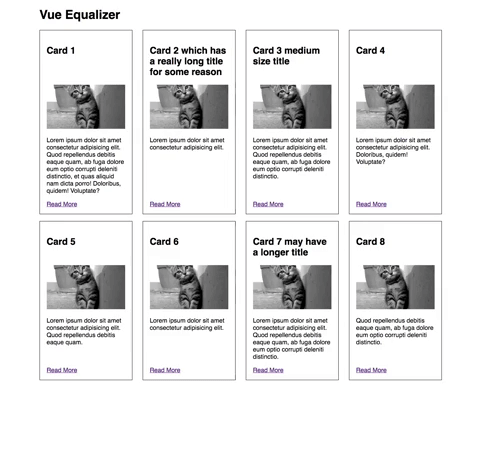 Vue Equalizer
Card 1
Lorem ipsum dolor sit amet
consectetur adipisicing elit.
Quod repellendus debitis
eaque quam, ab fuga dolore
eum optio corrupti deleniti
distinctio, et quas aliquid
nam dicta porro! Doloribus,
quidem! Voluptate?
Read More
Card 2 which has
a really long title
for some reason
Lorem ipsum dolor sit amet
consectetur adipisicing elit.
Read More
Card 3 medium
size title
Lorem ipsum dolor sit amet
consectetur adipisicing elit.
Quod repellendus debitis
eaque quam, ab fuga dolore
eum optio corrupti deleniti
distinctio.
Read More
Card 4
Lorem ipsum dolor sit amet
consectetur adipisicing elit.
Doloribus, quidem!
Voluptate?
Read More
Card 5
Lorem ipsum dolor sit amet
consectetur adipisicing elit.
Quod repellendus debitis
eaque quam.
Read More
Card 6
Lorem ipsum dolor sit amet
consectetur adipisicing elit.
Read More
Card 7 may have
a longer title
Lorem ipsum dolor sit amet
consectetur adipisicing elit.
Quod repellendus debitis
eaque quam, ab fuga dolore
eum optio corrupti deleniti
distinctio.
Read More
Card 8
Quod repellendus debitis
eaque quam, ab fuga dolore
eum optio corrupti deleniti
distinctio.
Read More